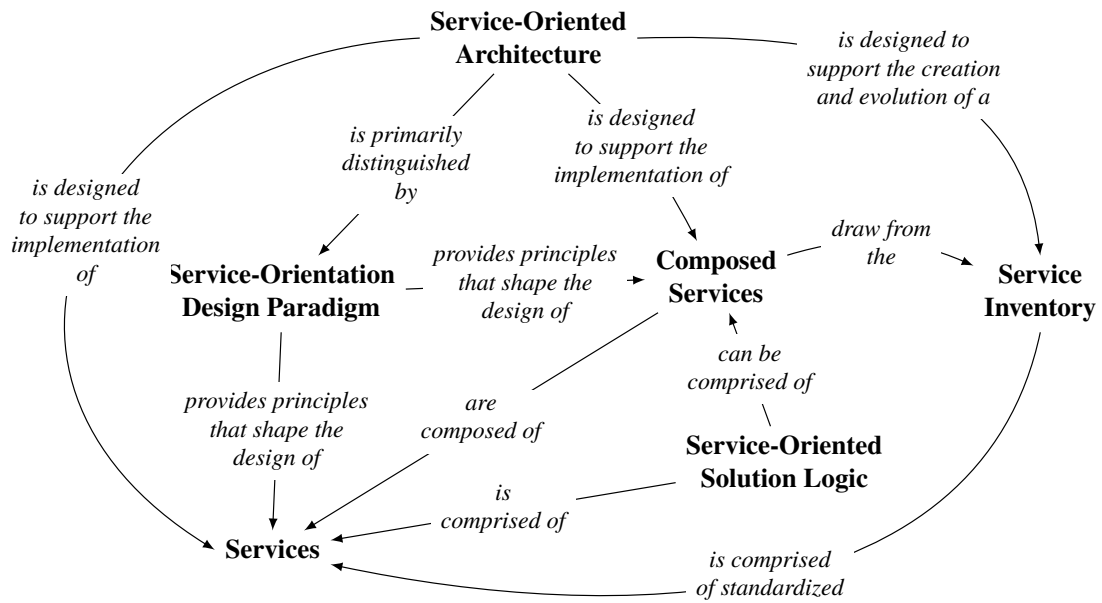 Service-Oriented
Architecture
is designed to
support the creation
and evolution of a
is primarily
distinguished
by
is designed
to support the
implementation of
is designed
to support the
implementation
of
Service-Orientation
Design Paradigm
provides principles
that shape the
design of
Composed
Services
draw from
the
Service
Inventory
can be
comprised of
provides principles
that shape the
design of
are
composed of
Service-Oriented
Solution Logic
is
comprised of
Services
is comprised
of standardized